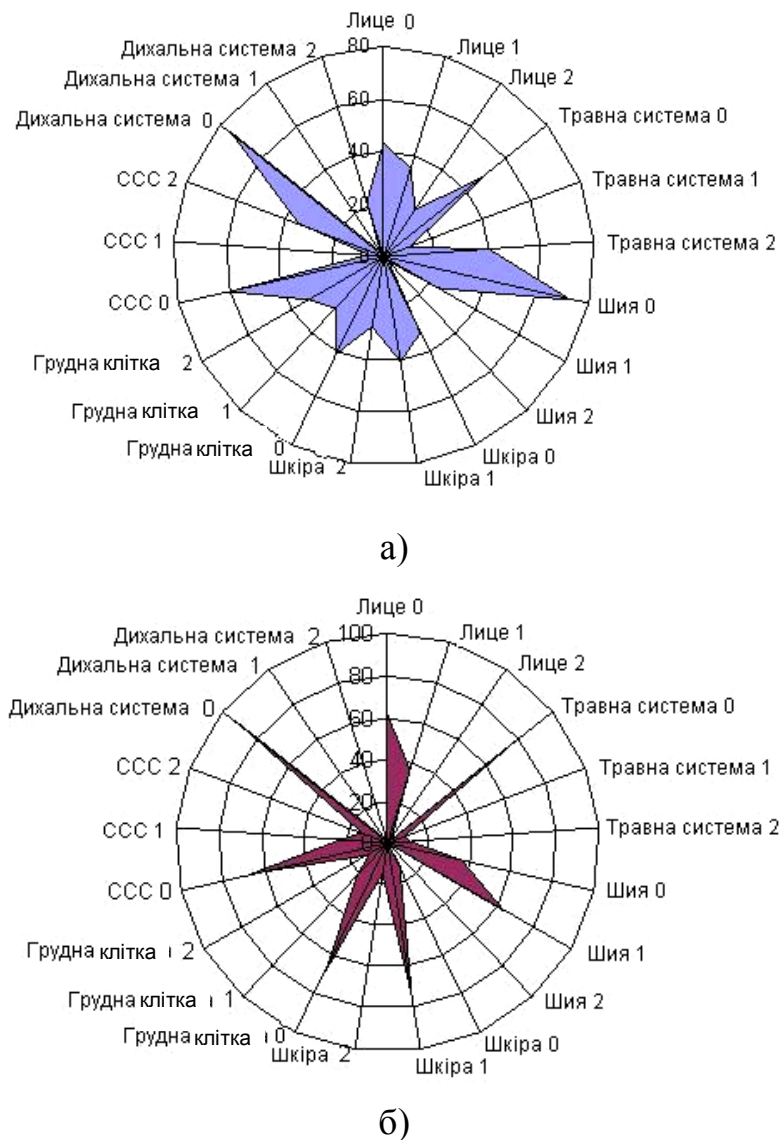 Лице 0
Лице 1
Лице 2
Травна система 0
Травна система 1
Травна система 2
Шия 0
Шия 1
Шия 2
Шкіра 0
Шкіра 1
Шкіра 2
Грудна клітка 0
Грудна клітка 1
Грудна клітка 2
ССС 0
ССС 1
ССС 2
Дихальна система 0
Дихальна система 1
Дихальна система 2
80
60
40
20
0
а)
Лице 0
Лице 1
Лице 2
Травна система 0
Травна система 1
Травна система 2
Шия 0
Шия 1
Шия 2
Шкіра 0
Шкіра 1
Шкіра 2
Грудна клітка 0
Грудна клітка 1
Грудна клітка 2
ССС 0
ССС 1
ССС 2
Дихальна система 0
Дихальна система 1
Дихальна система 2
100
80
60
40
20
0
б)